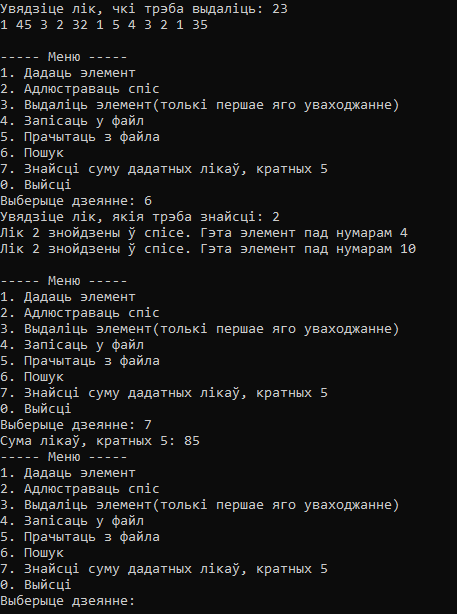 Увядзіце лік, чкі трэба выдаліць: 23
1 45 3 2 32 1 5 4 3 2 1 35
----- Меню -----
1. Дадаць элемент
2. Адлюстраваць спіс
3. Выдаліць элемент(толькі першае яго уваходжанне)
4. Запісаць у файл
5. Прачытаць з файла
6. Пошук
7. Знайсці суму дадатных лікаў, кратных 5
0. Выйсці
Выберыце дзеянне: 6
Увядзіце лік, якія трэба знайсці: 2
Лік 2 знойдзены ў спісе. Гэта элемент пад нумарам 4
Лік 2 знойдзены ў спісе. Гэта элемент пад нумарам 10
----- Меню -----
1. Дадаць элемент
2. Адлюстраваць спіс
3. Выдаліць элемент(толькі першае яго уваходжанне)
4. Запісаць у файл
5. Прачытаць з файла
6. Пошук
7. Знайсці суму дадатных лікаў, кратных 5
0. Выйсці
Выберыце дзеянне: 7
Сума лікаў, кратных 5: 85
----- Меню -----
1. Дадаць элемент
2. Адлюстраваць спіс
3. Выдаліць элемент(толькі першае яго уваходжанне)
4. Запісаць у файл
5. Прачытаць з файла
6. Пошук
7. Знайсці суму дадатных лікаў, кратных 5
0. Выйсці
Выберыце дзеянне: